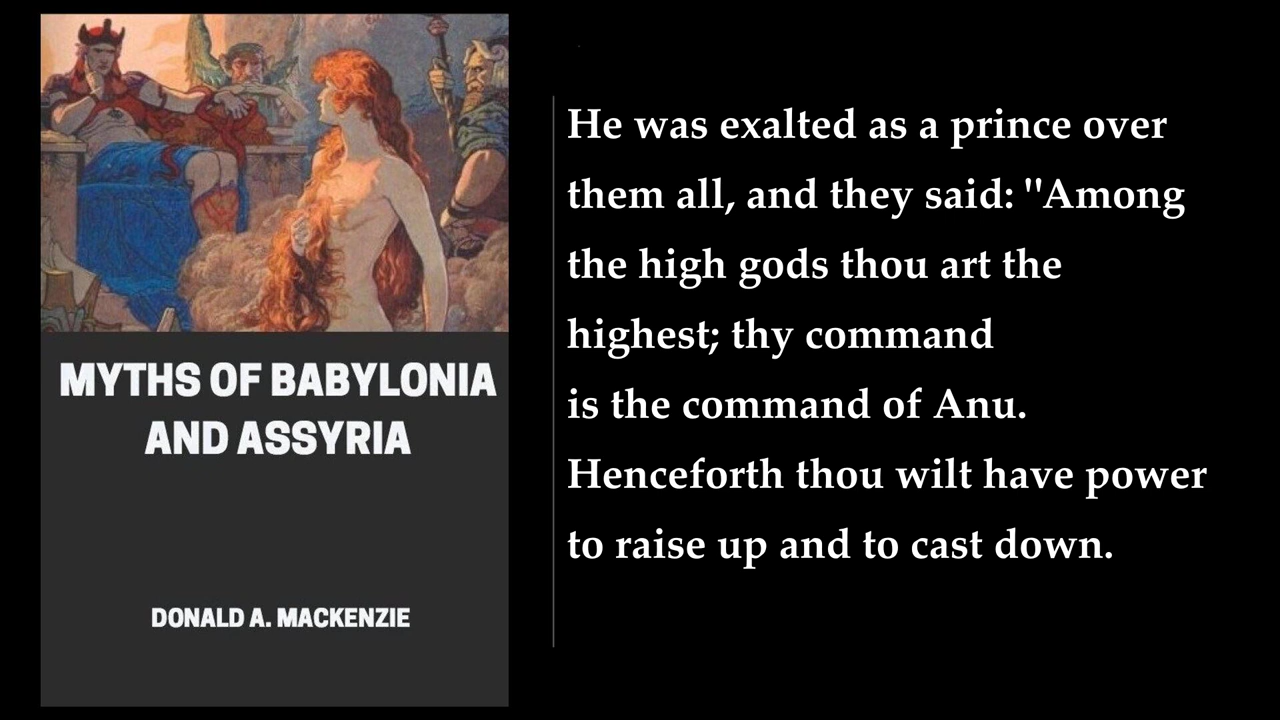 MYTHS OF BABYLONIA
AND ASSYRIA
DONALD A. MACKENZIE
He was exalted as a prince over
them all, and they said: "Among
the high gods thou art the
highest; thy command
is the command of Anu.
Henceforth thou wilt have power
to raise up and to cast down.